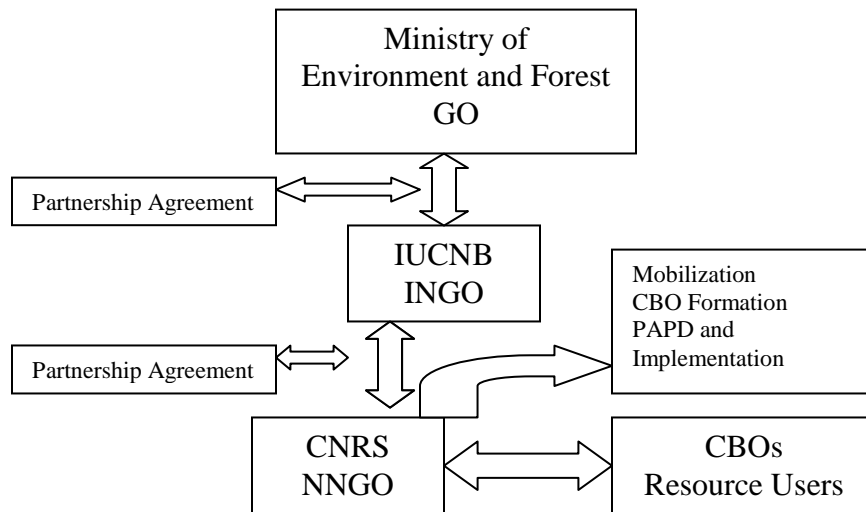 Ministry of
Environment and Forest
GO
Partnership Agreement
IUCNB
INGO
Mobilization
CBO Formation
PAPD and
Implementation
Partnership Agreement
CNRS
NNGO
CBOs
Resource Users